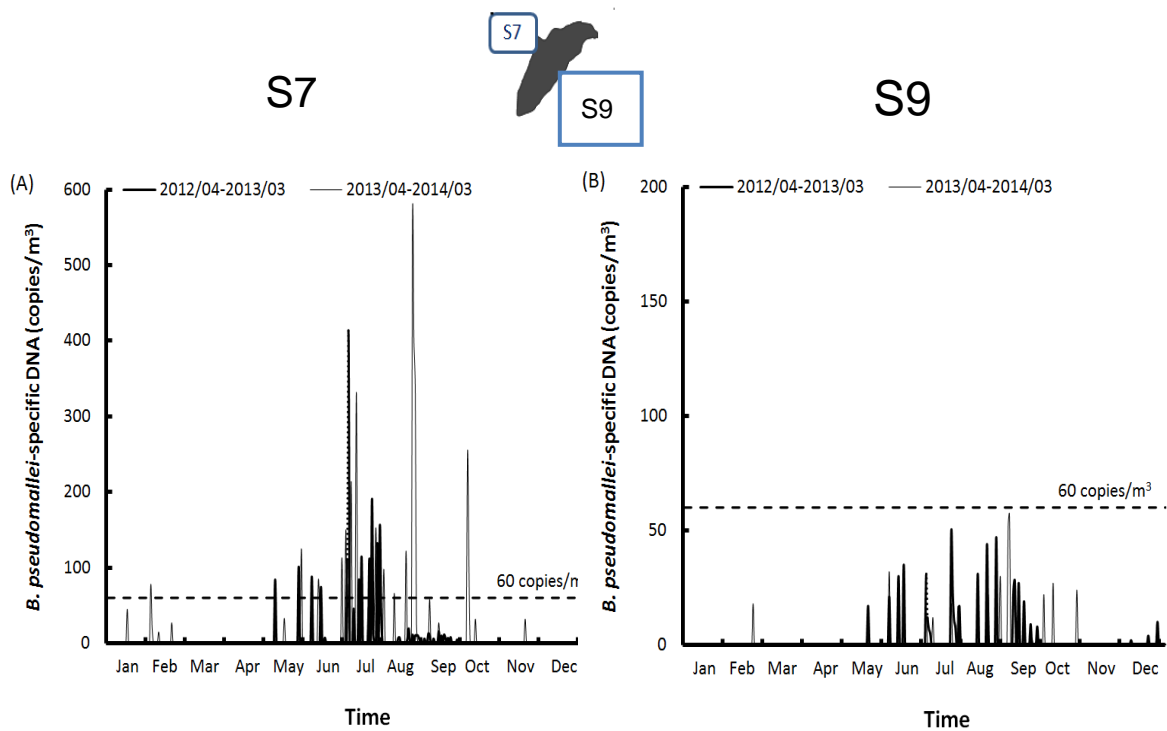 S7
S7
S9
S9
(A)
2012/04-2013/03
2013/04-2014/03
B. pseudomallei-specific DNA (copies/m³)
600
500
400
300
200
100
0
60 copies/m
Jan Feb Mar Apr May Jun Jul Aug Sep Oct Nov Dec
Time
(B)
2012/04-2013/03
2013/04-2014/03
B. pseudomallei-specific DNA (copies/m³)
200
150
100
50
0
60 copies/m³
Jan Feb Mar Apr May Jun Jul Aug Sep Oct Nov Dec
Time